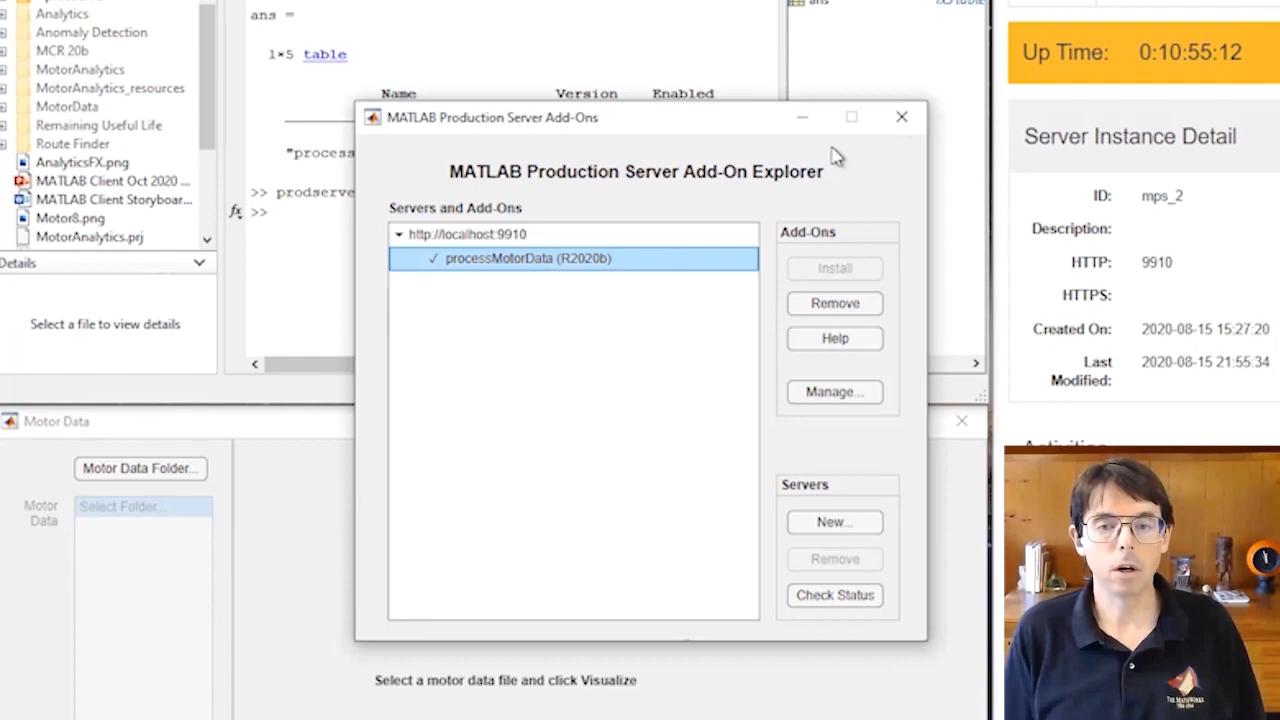 Analytics
Anomaly Detection
MCR 20b
MotorAnalytics
MotorAnalytics_resources
MotorData
Remaining Useful Life
Route Finder
AnalyticsFX.png
MATLAB Client Oct 2020 ...
MATLAB Client Storyboar...
Motor8.png
MotorAnalytics.prj
Details
Select a file to view details
ans =
1×5 table
Name Version Enabled
"process
>> prodserve
fx >>
ans
MATLAB Production Server Add-Ons
MATLAB Production Server Add-On Explorer
Servers and Add-Ons
http://localhost:9910
✓ processMotorData (R2020b)
Add-Ons
Install
Remove
Help
Manage...
Servers
New...
Remove
Check Status
Motor Data
Motor Data Folder...
Motor Data
Select Folder...
Select a motor data file and click Visualize
Up Time: 0:10:55:12
Server Instance Detail
ID: mps_2
Description:
HTTP: 9910
HTTPS:
Created On: 2020-08-15 15:27:20
Last Modified: 2020-08-15 21:55:34
THE MATHWORKS